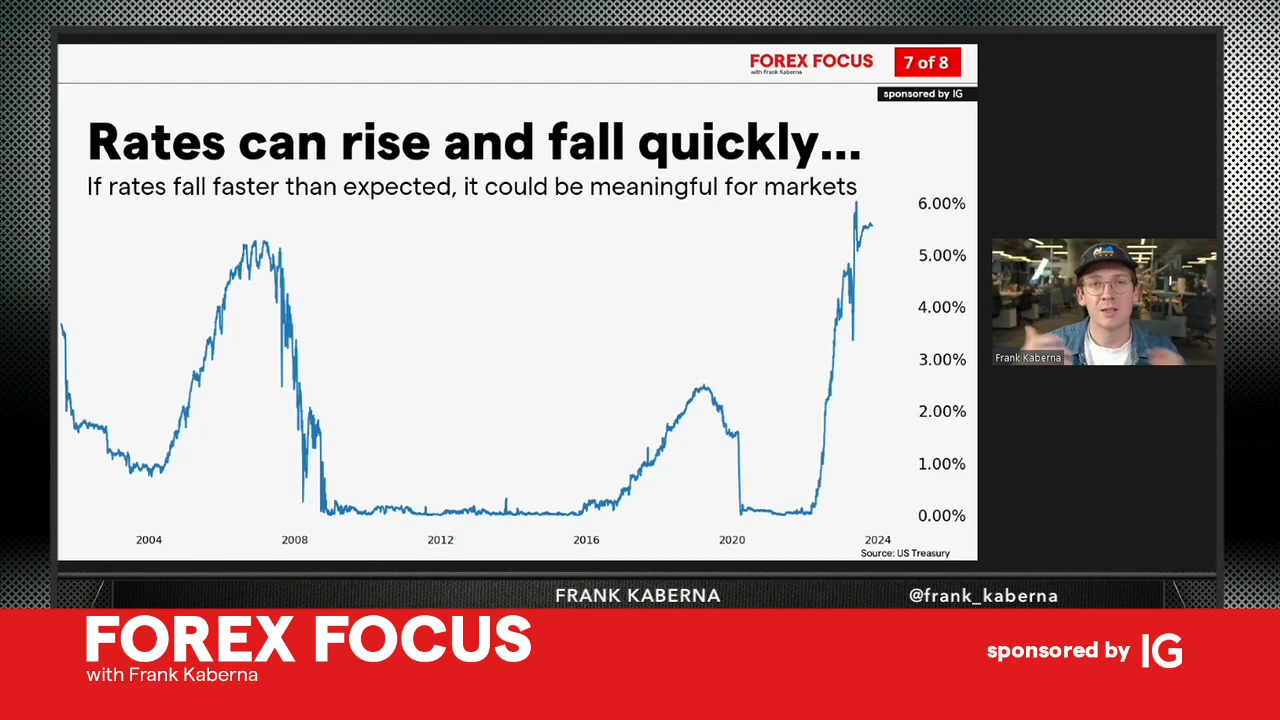 FOREX FOCUS
with Frank Kaberna
7 of 8
sponsored by IG
Rates can rise and fall quickly...
If rates fall faster than expected, it could be meaningful for markets
6.00%
5.00%
4.00%
3.00%
2.00%
1.00%
0.00%
2004 2008 2012 2016 2020 2024
Source: US Treasury
Frank Kaberna
FRANK KABERNA
@frank_kaberna
FOREX FOCUS
with Frank Kaberna
sponsored by IG